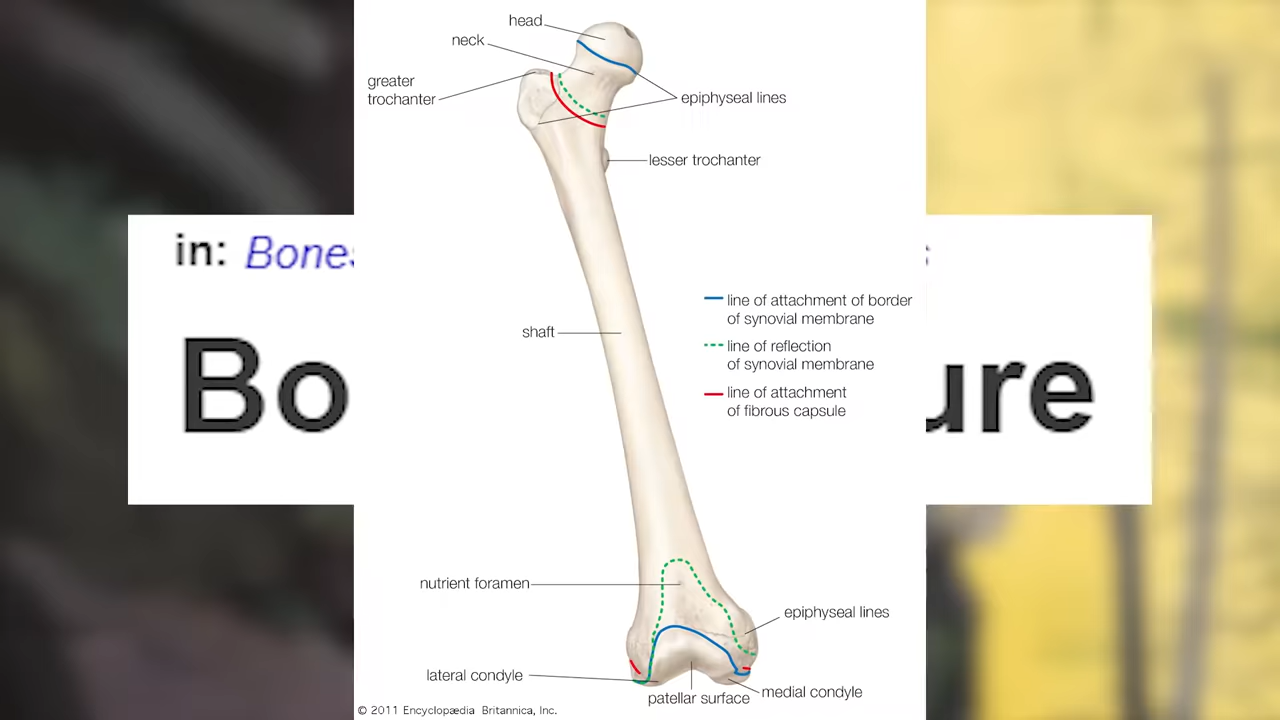 head
neck
greater
trochanter
epiphyseal lines
lesser trochanter
in: Bones
Bo
ure
line of attachment of border
of synovial membrane
shaft
line of reflection
of synovial membrane
line of attachment
of fibrous capsule
nutrient foramen
epiphyseal lines
lateral condyle
patellar surface
medial condyle
© 2011 Encyclopædia Britannica, Inc.